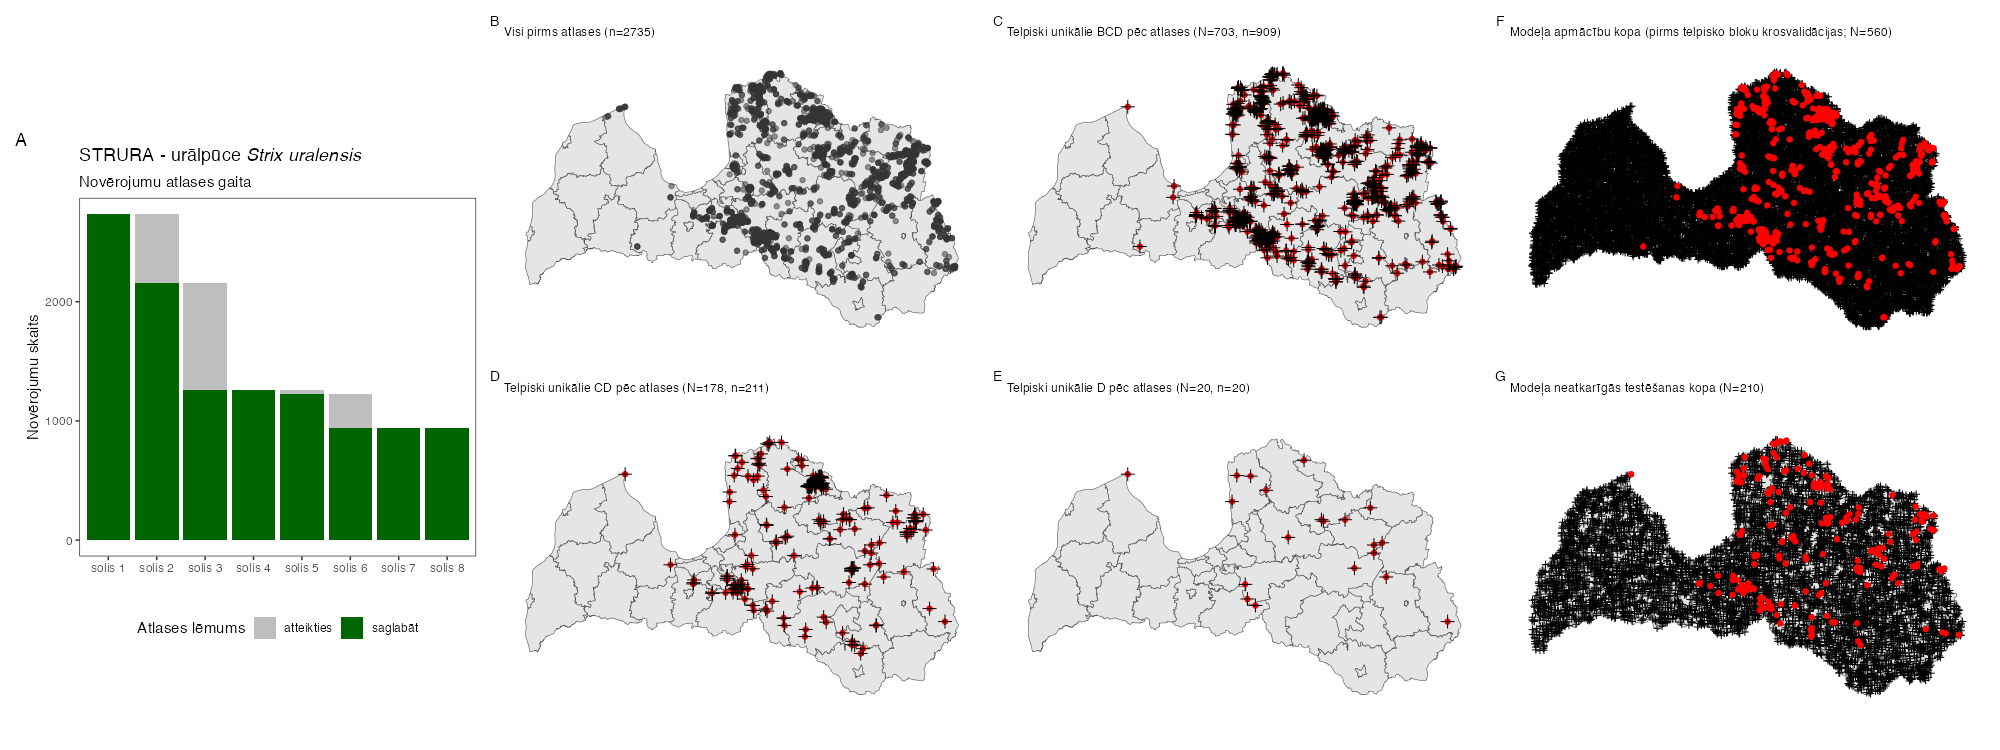 A
STRURA - urālpūce Strix uralensis
Novērojumu atlases gaita
Novērojumu skaits
2000
1000
0
solis 1
solis 2
solis 3
solis 4
solis 5
solis 6
solis 7
solis 8
Atlases lēmums
atteikties
saglabāt
B
Visi pirms atlases (n=2735)
C
Telpiski unikālie BCD pēc atlases (N=703, n=909)
F
Modeļa apmācību kopa (pirms telpisko bloku krosvalidācijas; N=560)
D
Telpiski unikālie CD pēc atlases (N=178, n=211)
E
Telpiski unikālie D pēc atlases (N=20, n=20)
G
Modeļa neatkarīgās testēšanas kopa (N=210)